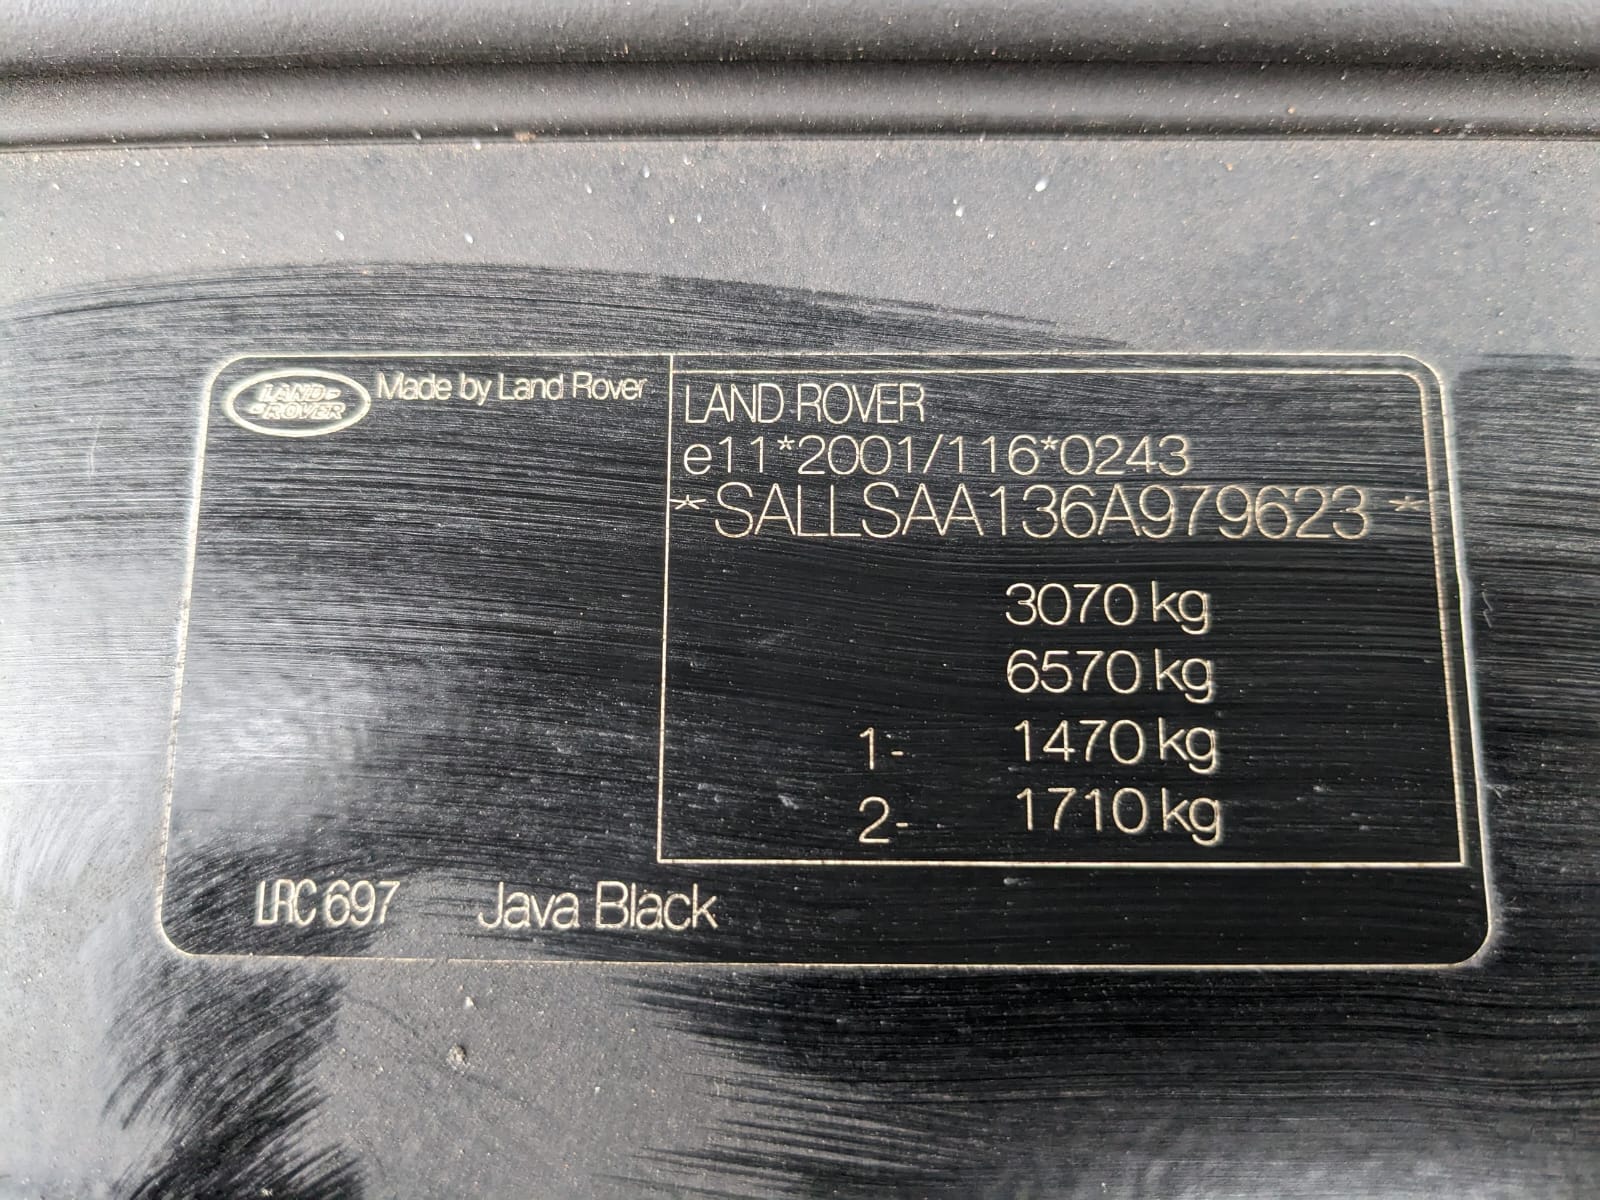 LAND-
-ROVER
Made by Land Rover
LAND ROVER
e11*2001/116*0243
*SALLSAA136A979623*
3070 kg
6570 kg
1- 1470 kg
2- 1710 kg
LRC 697 Java Black